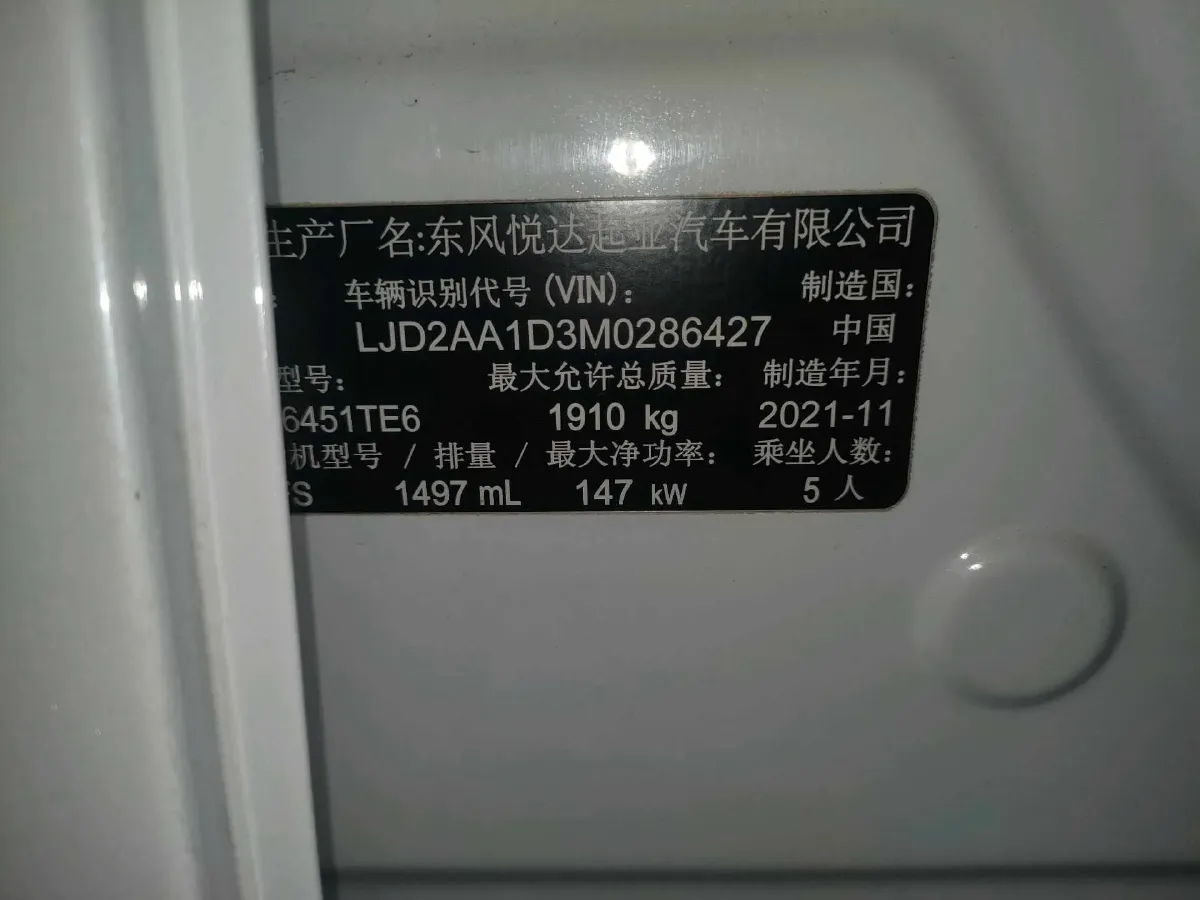 生产厂名:东风悦达起亚汽车有限公司
车辆识别代号 (VIN): 制造国:
LJD2AA1D3M0286427 中国
型号: 最大允许总质量: 制造年月:
6451TE6 1910 kg 2021-11
机型号 / 排量 / 最大净功率: 乘坐人数:
FS 1497 mL 147 kW 5 人